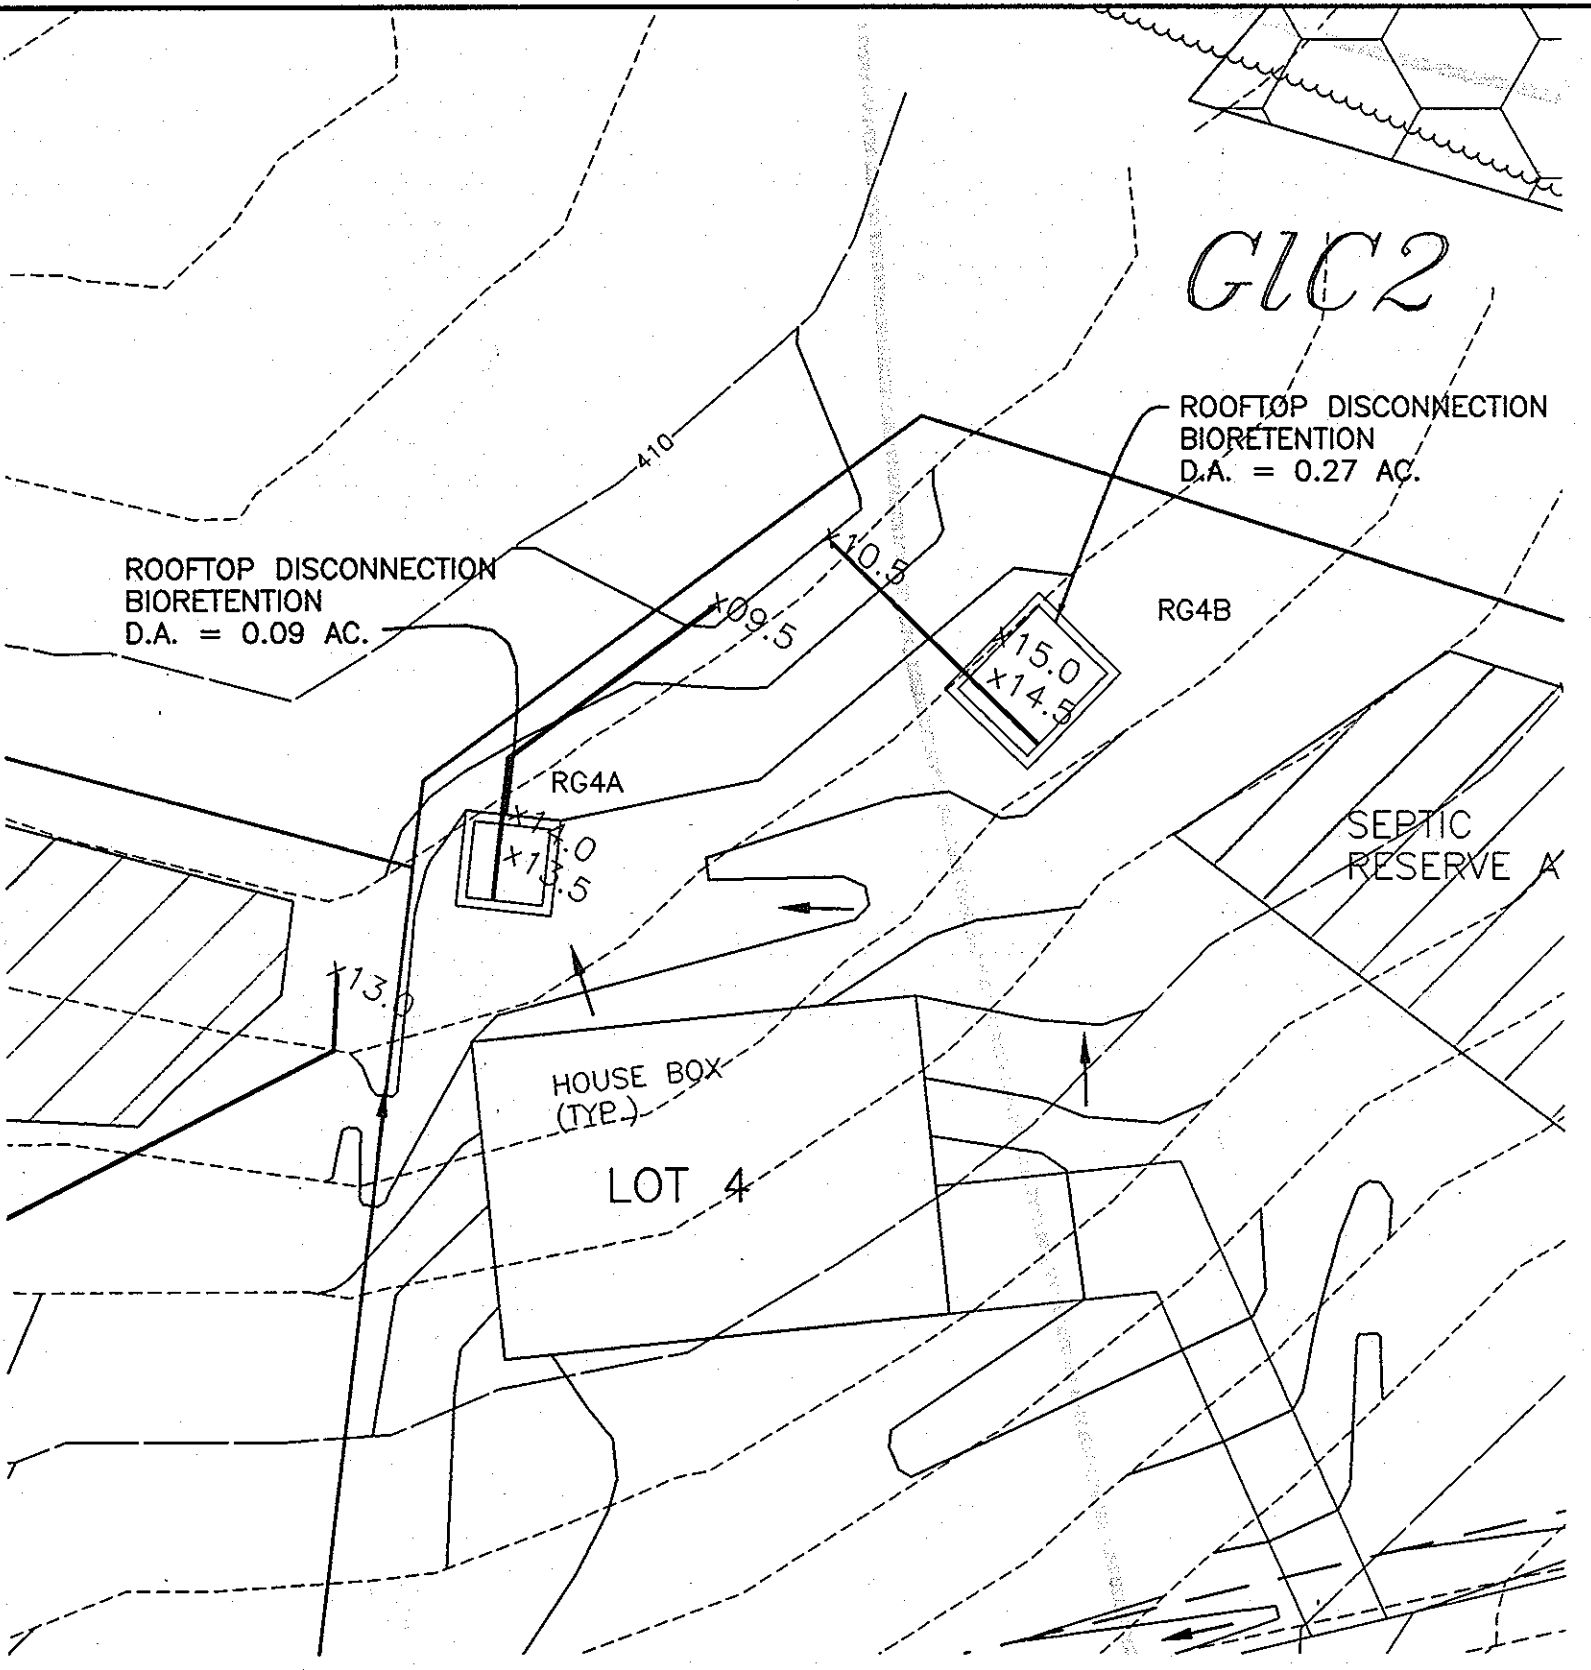 GlC2
ROOFTOP DISCONNECTION
BIORETENTION
D.A. = 0.27 AC.
410
ROOFTOP DISCONNECTION
BIORETENTION
D.A. = 0.09 AC.
x10.5
x09.5
RG4B
x15.0
x14.5
RG4A
x13.5
SEPTIC
RESERVE A
x13.0
HOUSE BOX
(TYP.)
LOT 4